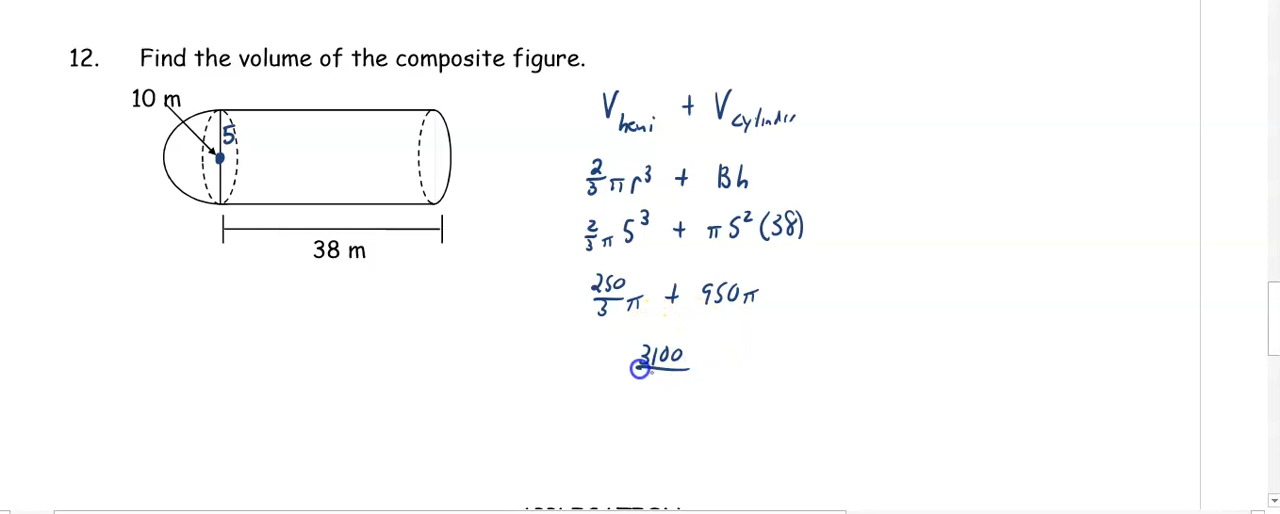 12. Find the volume of the composite figure.
10 m
5
38 m
V hemi + V cylinder
2/3 π r³ + Bh
2/3 π 5³ + π 5² (38)
250/3 π + 950π
3100